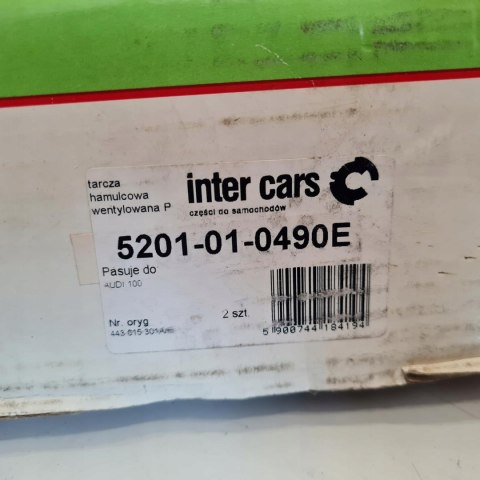 tarcza
hamulcowa
wentylowana P
inter cars
części do samochodów
5201-01-0490E
Pasuje do
AUDI 100
Nr. oryg
2 szt.
5 900744 184194